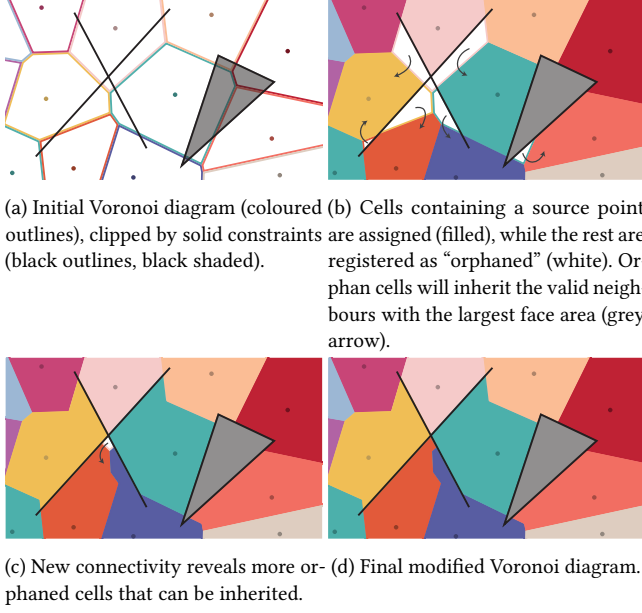 (a) Initial Voronoi diagram (coloured
outlines), clipped by solid constraints
(black outlines, black shaded).
(b) Cells containing a source point
are assigned (filled), while the rest are
registered as “orphaned” (white). Or-
phan cells will inherit the valid neigh-
bours with the largest face area (grey
arrow).
(c) New connectivity reveals more or-
phaned cells that can be inherited.
(d) Final modified Voronoi diagram.